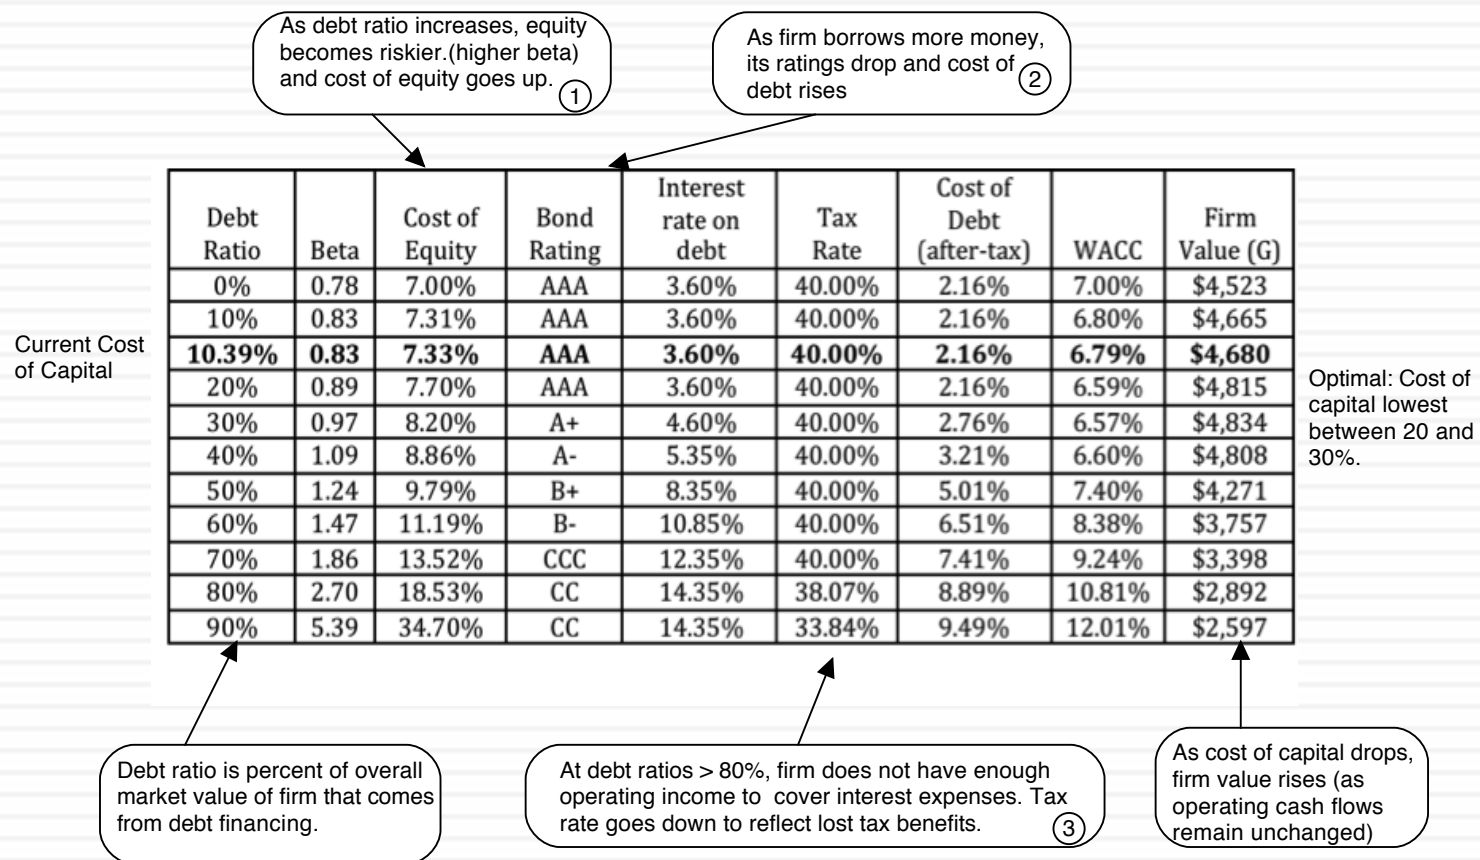 As debt ratio increases, equity
becomes riskier.(higher beta)
and cost of equity goes up.
1
As firm borrows more money,
its ratings drop and cost of
debt rises
2
Debt Ratio Beta Cost of Equity Bond Rating Interest rate on debt Tax Rate Cost of Debt (after-tax) WACC Firm Value (G)
0% 0.78 7.00% AAA 3.60% 40.00% 2.16% 7.00% $4,523
10% 0.83 7.31% AAA 3.60% 40.00% 2.16% 6.80% $4,665
10.39% 0.83 7.33% AAA 3.60% 40.00% 2.16% 6.79% $4,680
20% 0.89 7.70% AAA 3.60% 40.00% 2.16% 6.59% $4,815
30% 0.97 8.20% A+ 4.60% 40.00% 2.76% 6.57% $4,834
40% 1.09 8.86% A- 5.35% 40.00% 3.21% 6.60% $4,808
50% 1.24 9.79% B+ 8.35% 40.00% 5.01% 7.40% $4,271
60% 1.47 11.19% B- 10.85% 40.00% 6.51% 8.38% $3,757
70% 1.86 13.52% CCC 12.35% 40.00% 7.41% 9.24% $3,398
80% 2.70 18.53% CC 14.35% 38.07% 8.89% 10.81% $2,892
90% 5.39 34.70% CC 14.35% 33.84% 9.49% 12.01% $2,597
Current Cost
of Capital
Optimal: Cost of
capital lowest
between 20 and
30%.
Debt ratio is percent of overall
market value of firm that comes
from debt financing.
At debt ratios > 80%, firm does not have enough
operating income to cover interest expenses. Tax
rate goes down to reflect lost tax benefits.
3
As cost of capital drops,
firm value rises (as
operating cash flows
remain unchanged)